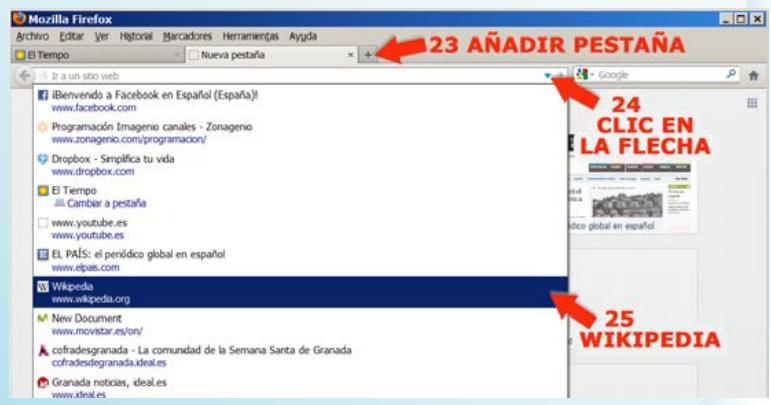 Mozilla Firefox
Archivo Editar Ver Historial Marcadores Herramientas Ayuda
El Tiempo
Nueva pestaña
23 AÑADIR PESTAÑA
Ir a un sitio web
Google
¡Bienvenido a Facebook en Español (España)!
www.facebook.com
24
CLIC EN
LA FLECHA
Programación Imagenio canales - Zonagenio
www.zonagenio.com/programacion/
Dropbox - Simplifica tu vida
www.dropbox.com
El Tiempo
Cambiar a pestaña
www.youtube.es
www.youtube.es
dico global en español
EL PAÍS: el periódico global en español
www.elpais.com
Wikipedia
www.wikipedia.org
25
WIKIPEDIA
New Document
www.movistar.es/on/
cofradesgranada - La comunidad de la Semana Santa de Granada
cofradesdegranada.ideal.es
Granada noticias, ideal.es
www.ideal.es